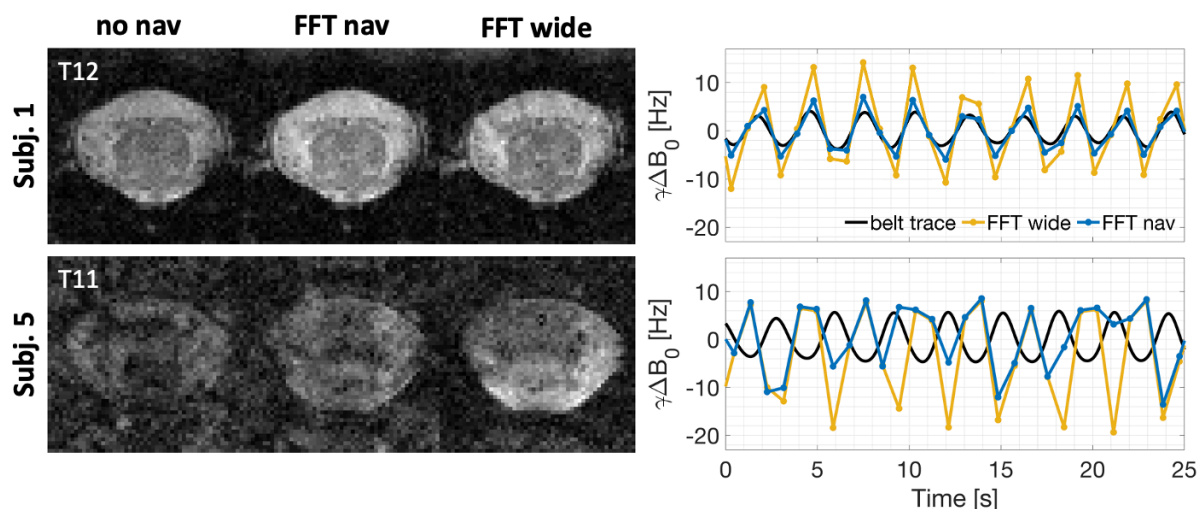 no nav
FFT nav
FFT wide
Subj. 1
T12
γΔB0 [Hz]
10
0
-10
-20
belt trace
FFT wide
FFT nav
Subj. 5
T11
γΔB0 [Hz]
20
10
0
-10
-20
0
5
10
15
20
25
Time [s]